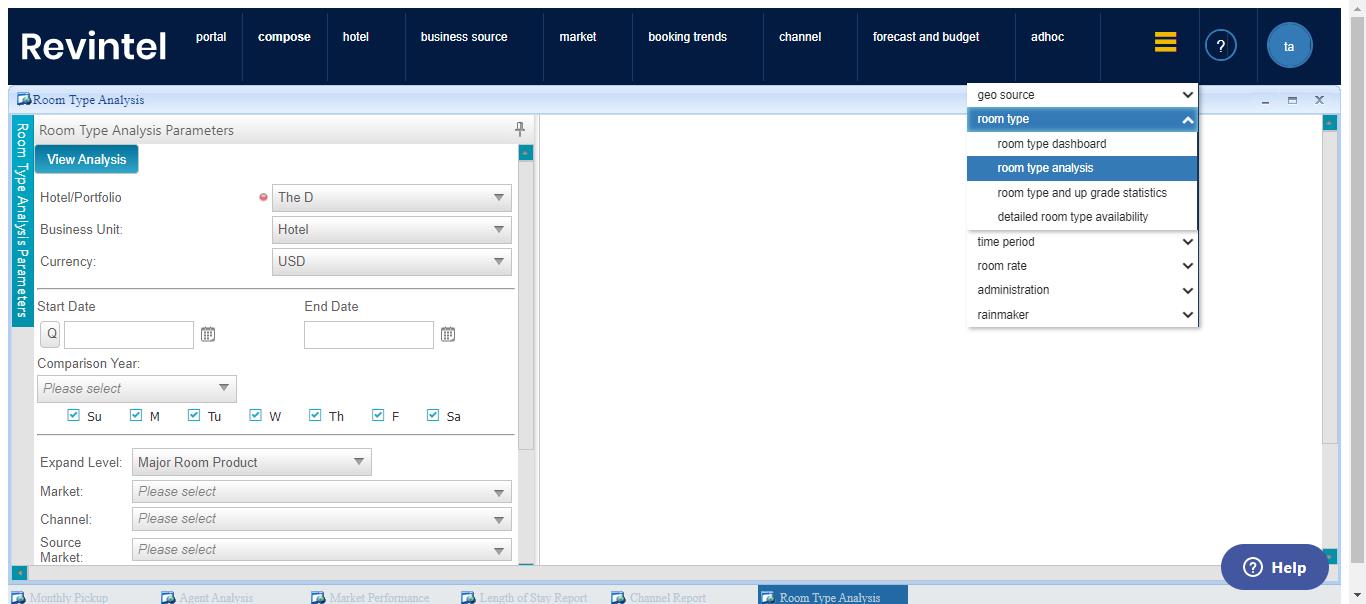 Revintel
portal
compose
hotel
business source
market
booking trends
channel
forecast and budget
adhoc
?
ta
Room Type Analysis
geo source
room type
room type dashboard
room type analysis
room type and up grade statistics
detailed room type availability
time period
room rate
administration
rainmaker
Room Type Analysis Parameters
Room Type Analysis Parameters
View Analysis
Hotel/Portfolio
The D
Business Unit:
Hotel
Currency:
USD
Start Date
End Date
Q
Comparison Year:
Please select
Su M Tu W Th F Sa
Expand Level:
Major Room Product
Market:
Please select
Channel:
Please select
Source
Market:
Please select
? Help
Monthly Pickup
Agent Analysis
Market Performance
Length of Stay Report
Channel Report
Room Type Analysis